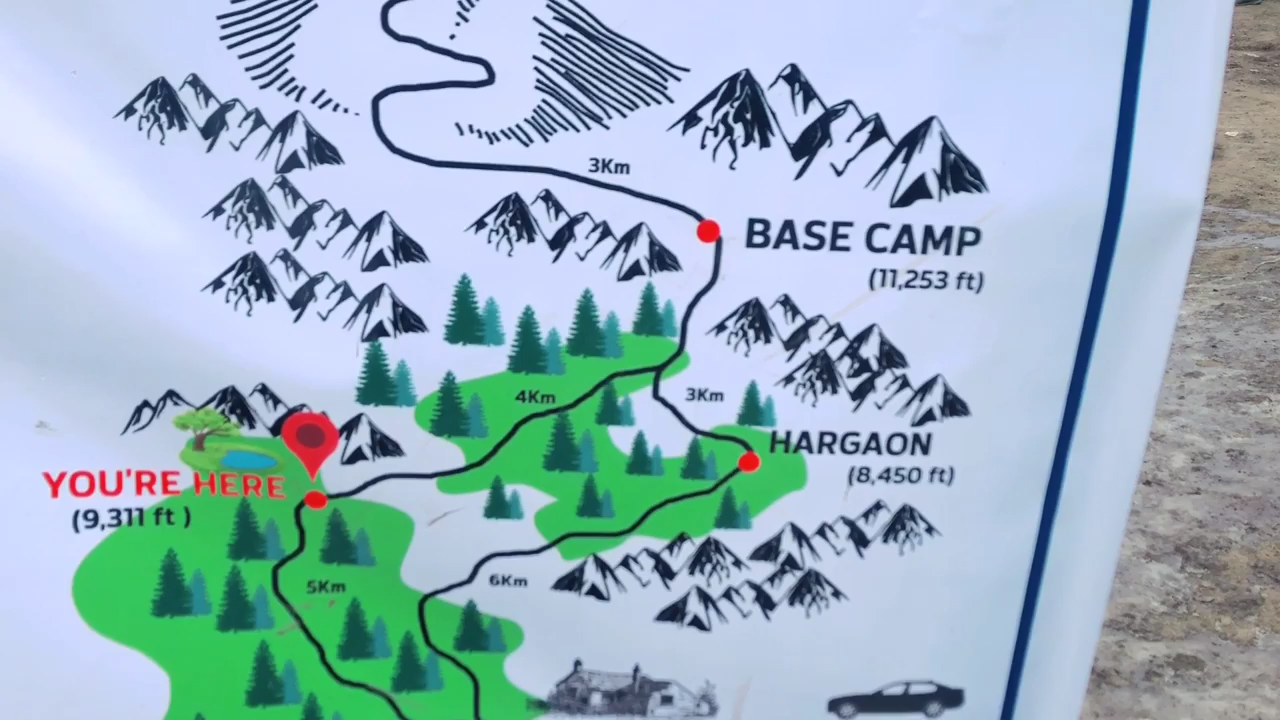 3Km
BASE CAMP
(11,253 ft)
4Km
3Km
HARGAON
(8,450 ft)
YOU'RE HERE
(9,311 ft )
5Km
6Km